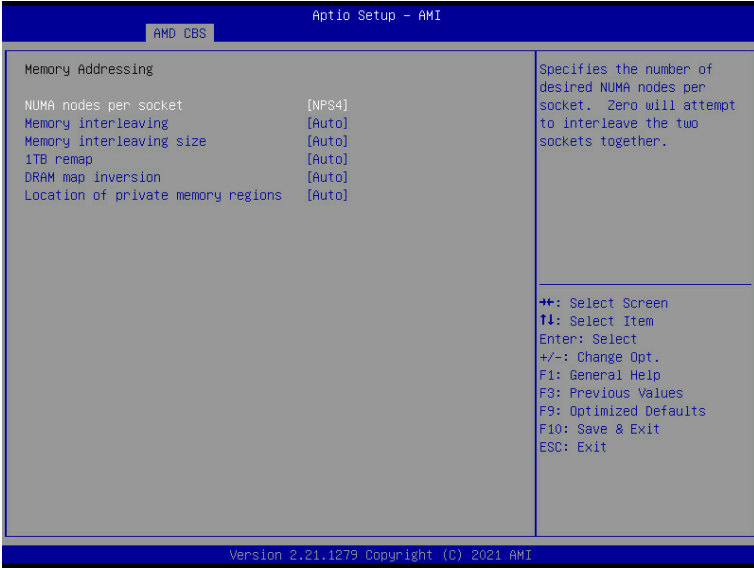 Aptio Setup – AMI
AMD CBS
Memory Addressing
NUMA nodes per socket [NPS4]
Memory interleaving [Auto]
Memory interleaving size [Auto]
1TB remap [Auto]
DRAM map inversion [Auto]
Location of private memory regions [Auto]
Specifies the number of
desired NUMA nodes per
socket. Zero will attempt
to interleave the two
sockets together.
→←: Select Screen
↑↓: Select Item
Enter: Select
+/-: Change Opt.
F1: General Help
F3: Previous Values
F9: Optimized Defaults
F10: Save & Exit
ESC: Exit
Version 2.21.1279 Copyright (C) 2021 AMI